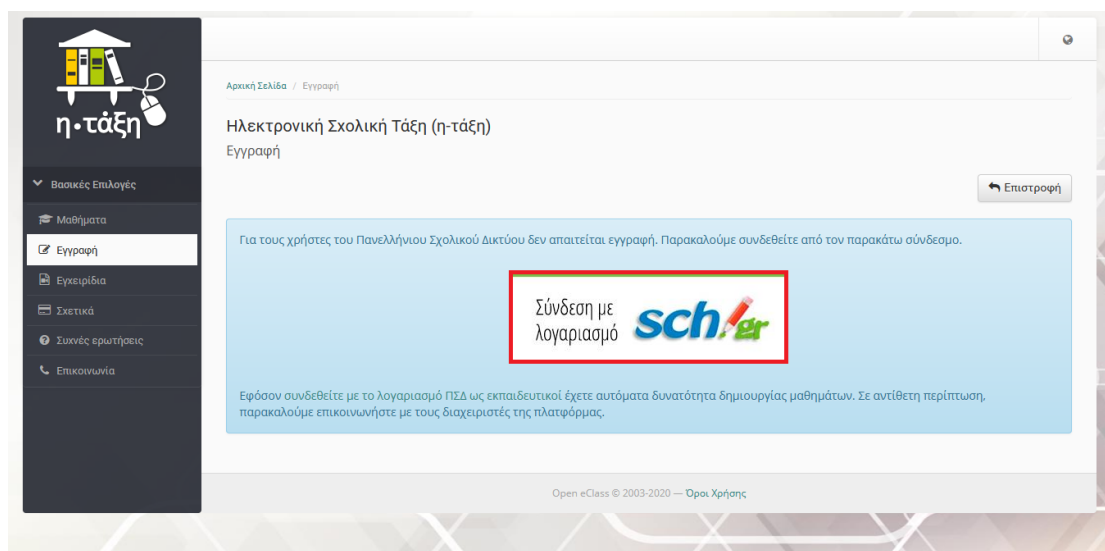 η•τάξη
Βασικές Επιλογές
Μαθήματα
Εγγραφή
Εγχειρίδια
Σχετικά
Συχνές ερωτήσεις
Επικοινωνία
Αρχική Σελίδα / Εγγραφή
Ηλεκτρονική Σχολική Τάξη (η-τάξη)
Εγγραφή
Επιστροφή
Για τους χρήστες του Πανελλήνιου Σχολικού Δικτύου δεν απαιτείται εγγραφή. Παρακαλούμε συνδεθείτε από τον παρακάτω σύνδεσμο.
Σύνδεση με
λογαριασμό
sch.gr
Εφόσον συνδεθείτε με το λογαριασμό ΠΣΔ ως εκπαιδευτικοί έχετε αυτόματα δυνατότητα δημιουργίας μαθημάτων. Σε αντίθετη περίπτωση,
παρακαλούμε επικοινωνήστε με τους διαχειριστές της πλατφόρμας.
Open eClass © 2003-2020 — Όροι Χρήσης